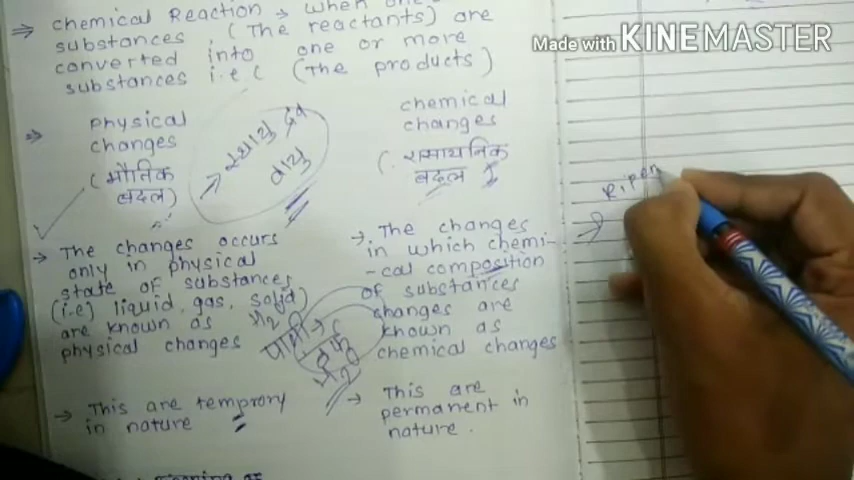 Made with KINEMASTER
⇒ chemical Reaction → when one
substances, (The reactants) are
converted into one or more
substances i.e ( (The products)
⇒ physical
changes
(भौतिक
बदल)
स्थायु द्रव
वायु
chemical
changes
(रासायनिक
बदल)
→ The changes occurs
only in physical
state of substances
(i.e) liquid, gas, solid)
are known as
physical changes
पानी →
बर्फ
→ The changes
in which chemi-
-cal composition
of substances
changes are
known as
chemical changes
→ This are temprory
in nature
→ This are
permanent in
nature.
→ Ripen